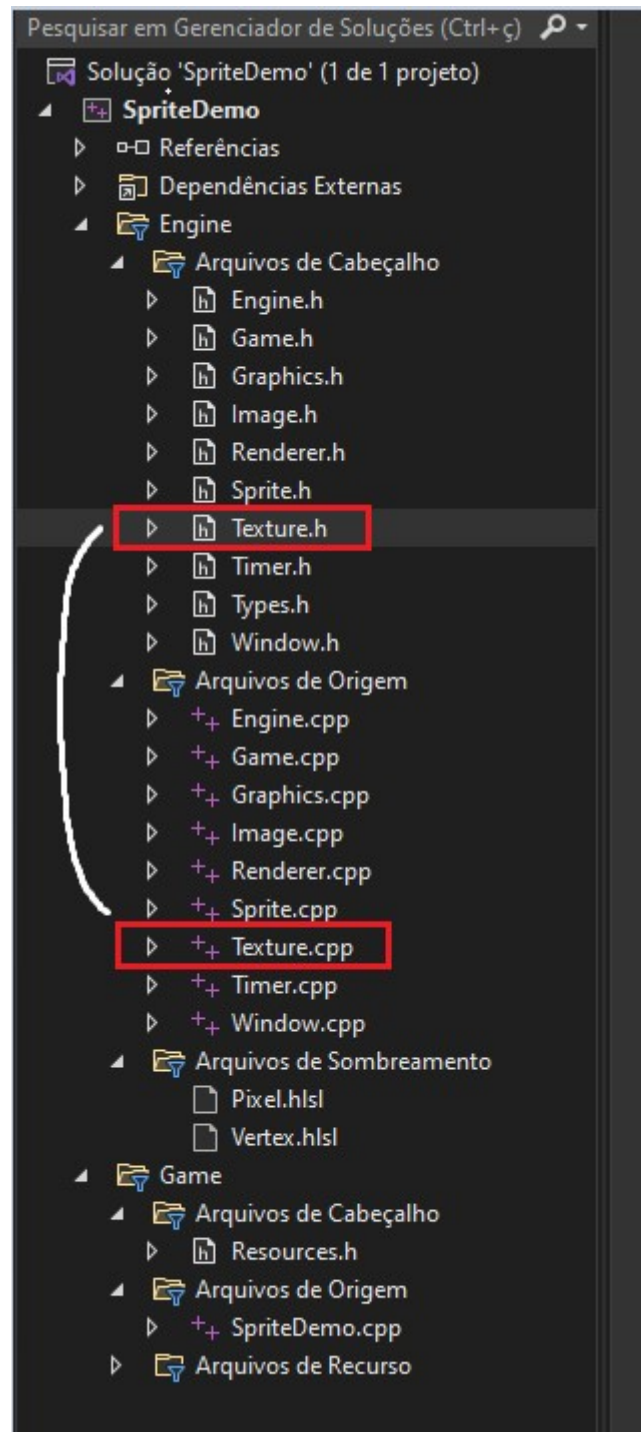 Pesquisar em Gerenciador de Soluções (Ctrl+ç)
Solução 'SpriteDemo' (1 de 1 projeto)
SpriteDemo
Referências
Dependências Externas
Engine
Arquivos de Cabeçalho
Engine.h
Game.h
Graphics.h
Image.h
Renderer.h
Sprite.h
Texture.h
Timer.h
Types.h
Window.h
Arquivos de Origem
Engine.cpp
Game.cpp
Graphics.cpp
Image.cpp
Renderer.cpp
Sprite.cpp
Texture.cpp
Timer.cpp
Window.cpp
Arquivos de Sombreamento
Pixel.hlsl
Vertex.hlsl
Game
Arquivos de Cabeçalho
Resources.h
Arquivos de Origem
SpriteDemo.cpp
Arquivos de Recurso